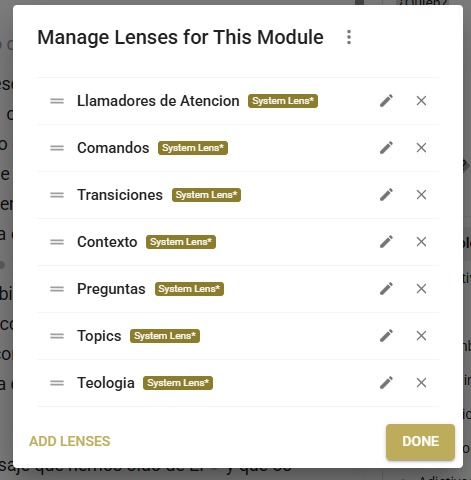 ¿Quién?
Manage Lenses for This Module
Llamadores de Atencion System Lens*
Comandos System Lens*
Transiciones System Lens*
Contexto System Lens*
Preguntas System Lens*
Topics System Lens*
Teologia System Lens*
ADD LENSES
DONE